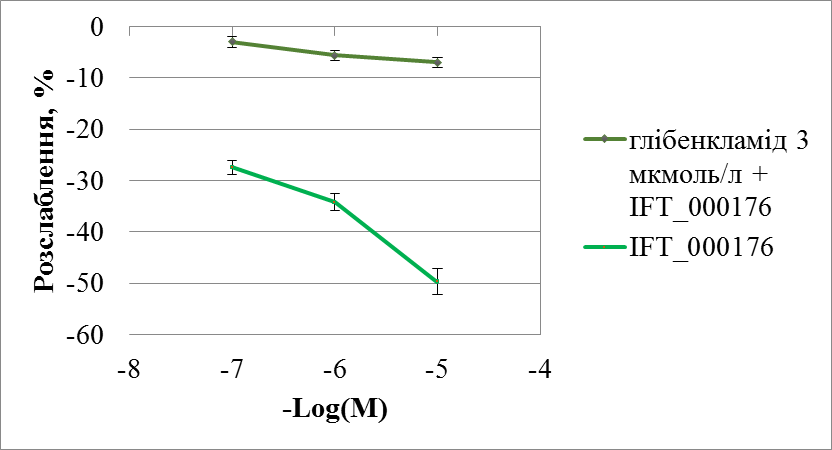 Розслаблення, %
0
-10
-20
-30
-40
-50
-60
-8
-7
-6
-5
-4
-Log(M)
глібенкламід 3
мкмоль/л +
IFT_000176
IFT_000176